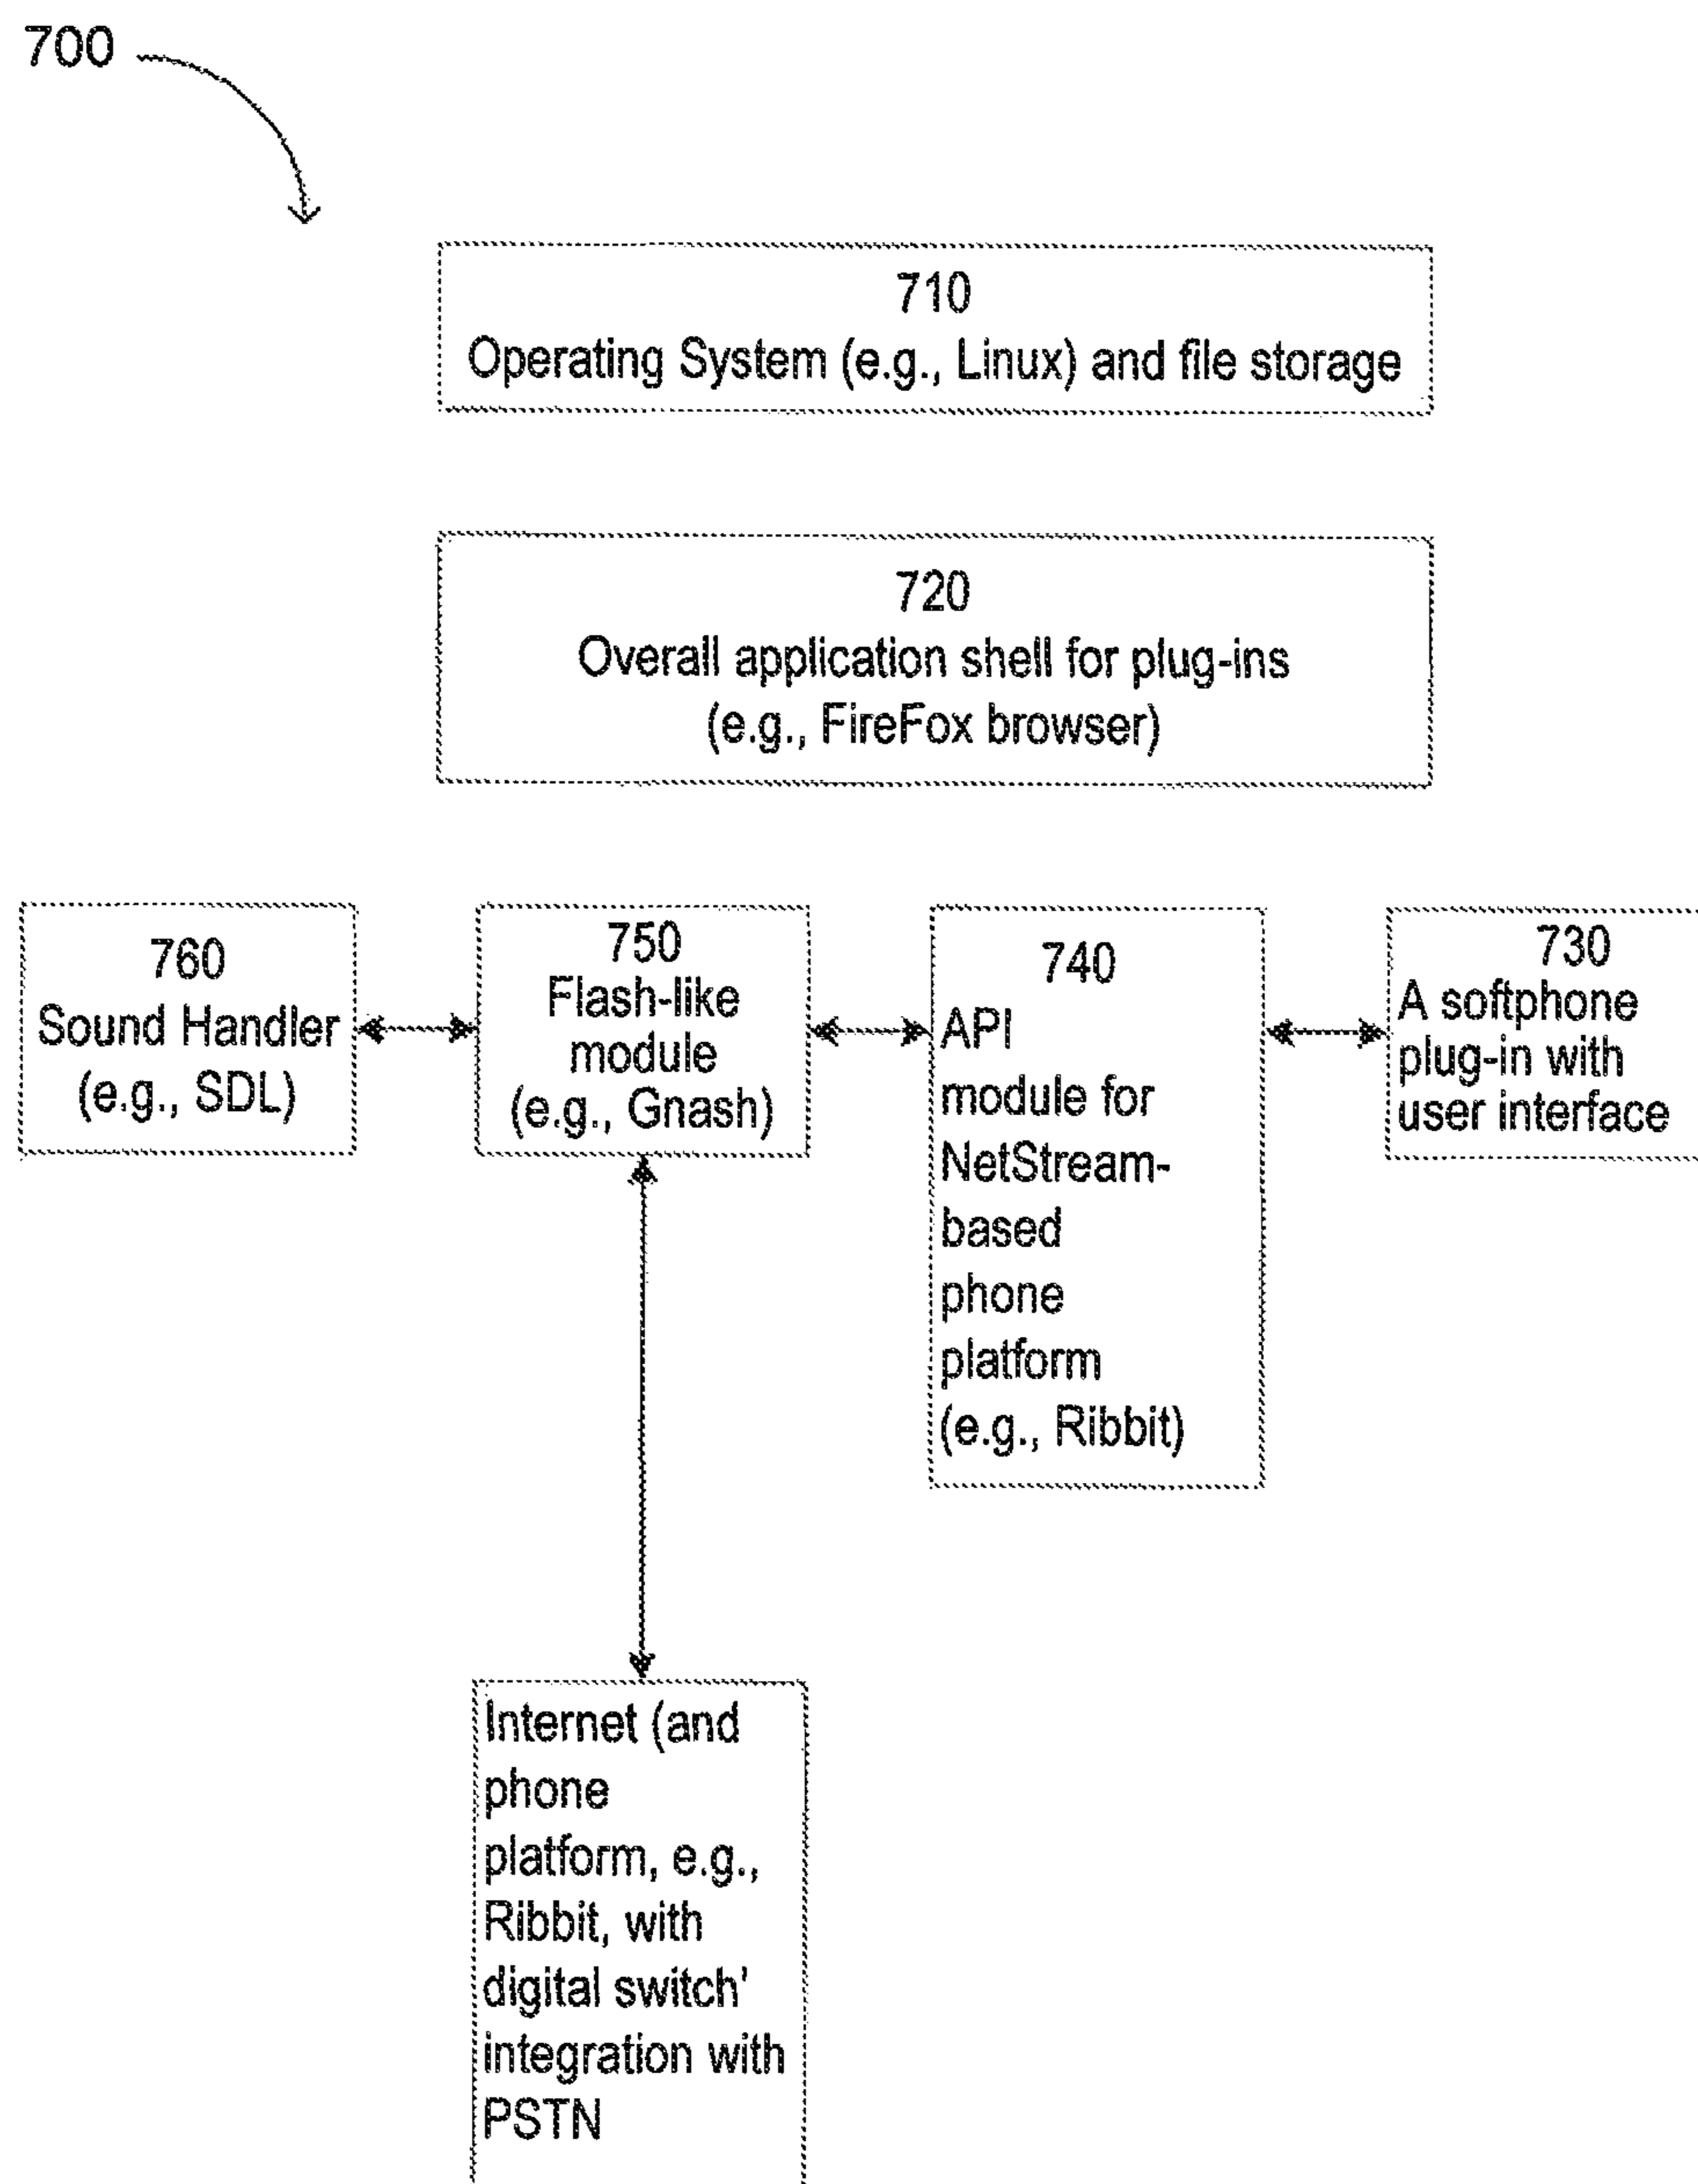 700
710
Operating System (e.g., Linux) and file storage
720
Overall application shell for plug-ins
(e.g., FireFox browser)
760
Sound Handler
(e.g., SDL)
750
Flash-like
module
(e.g., Gnash)
740
API
module for
NetStream-
based
phone
platform
(e.g., Ribbit)
730
A softphone
plug-in with
user interface
Internet (and
phone
platform, e.g.,
Ribbit, with
digital switch'
integration with
PSTN